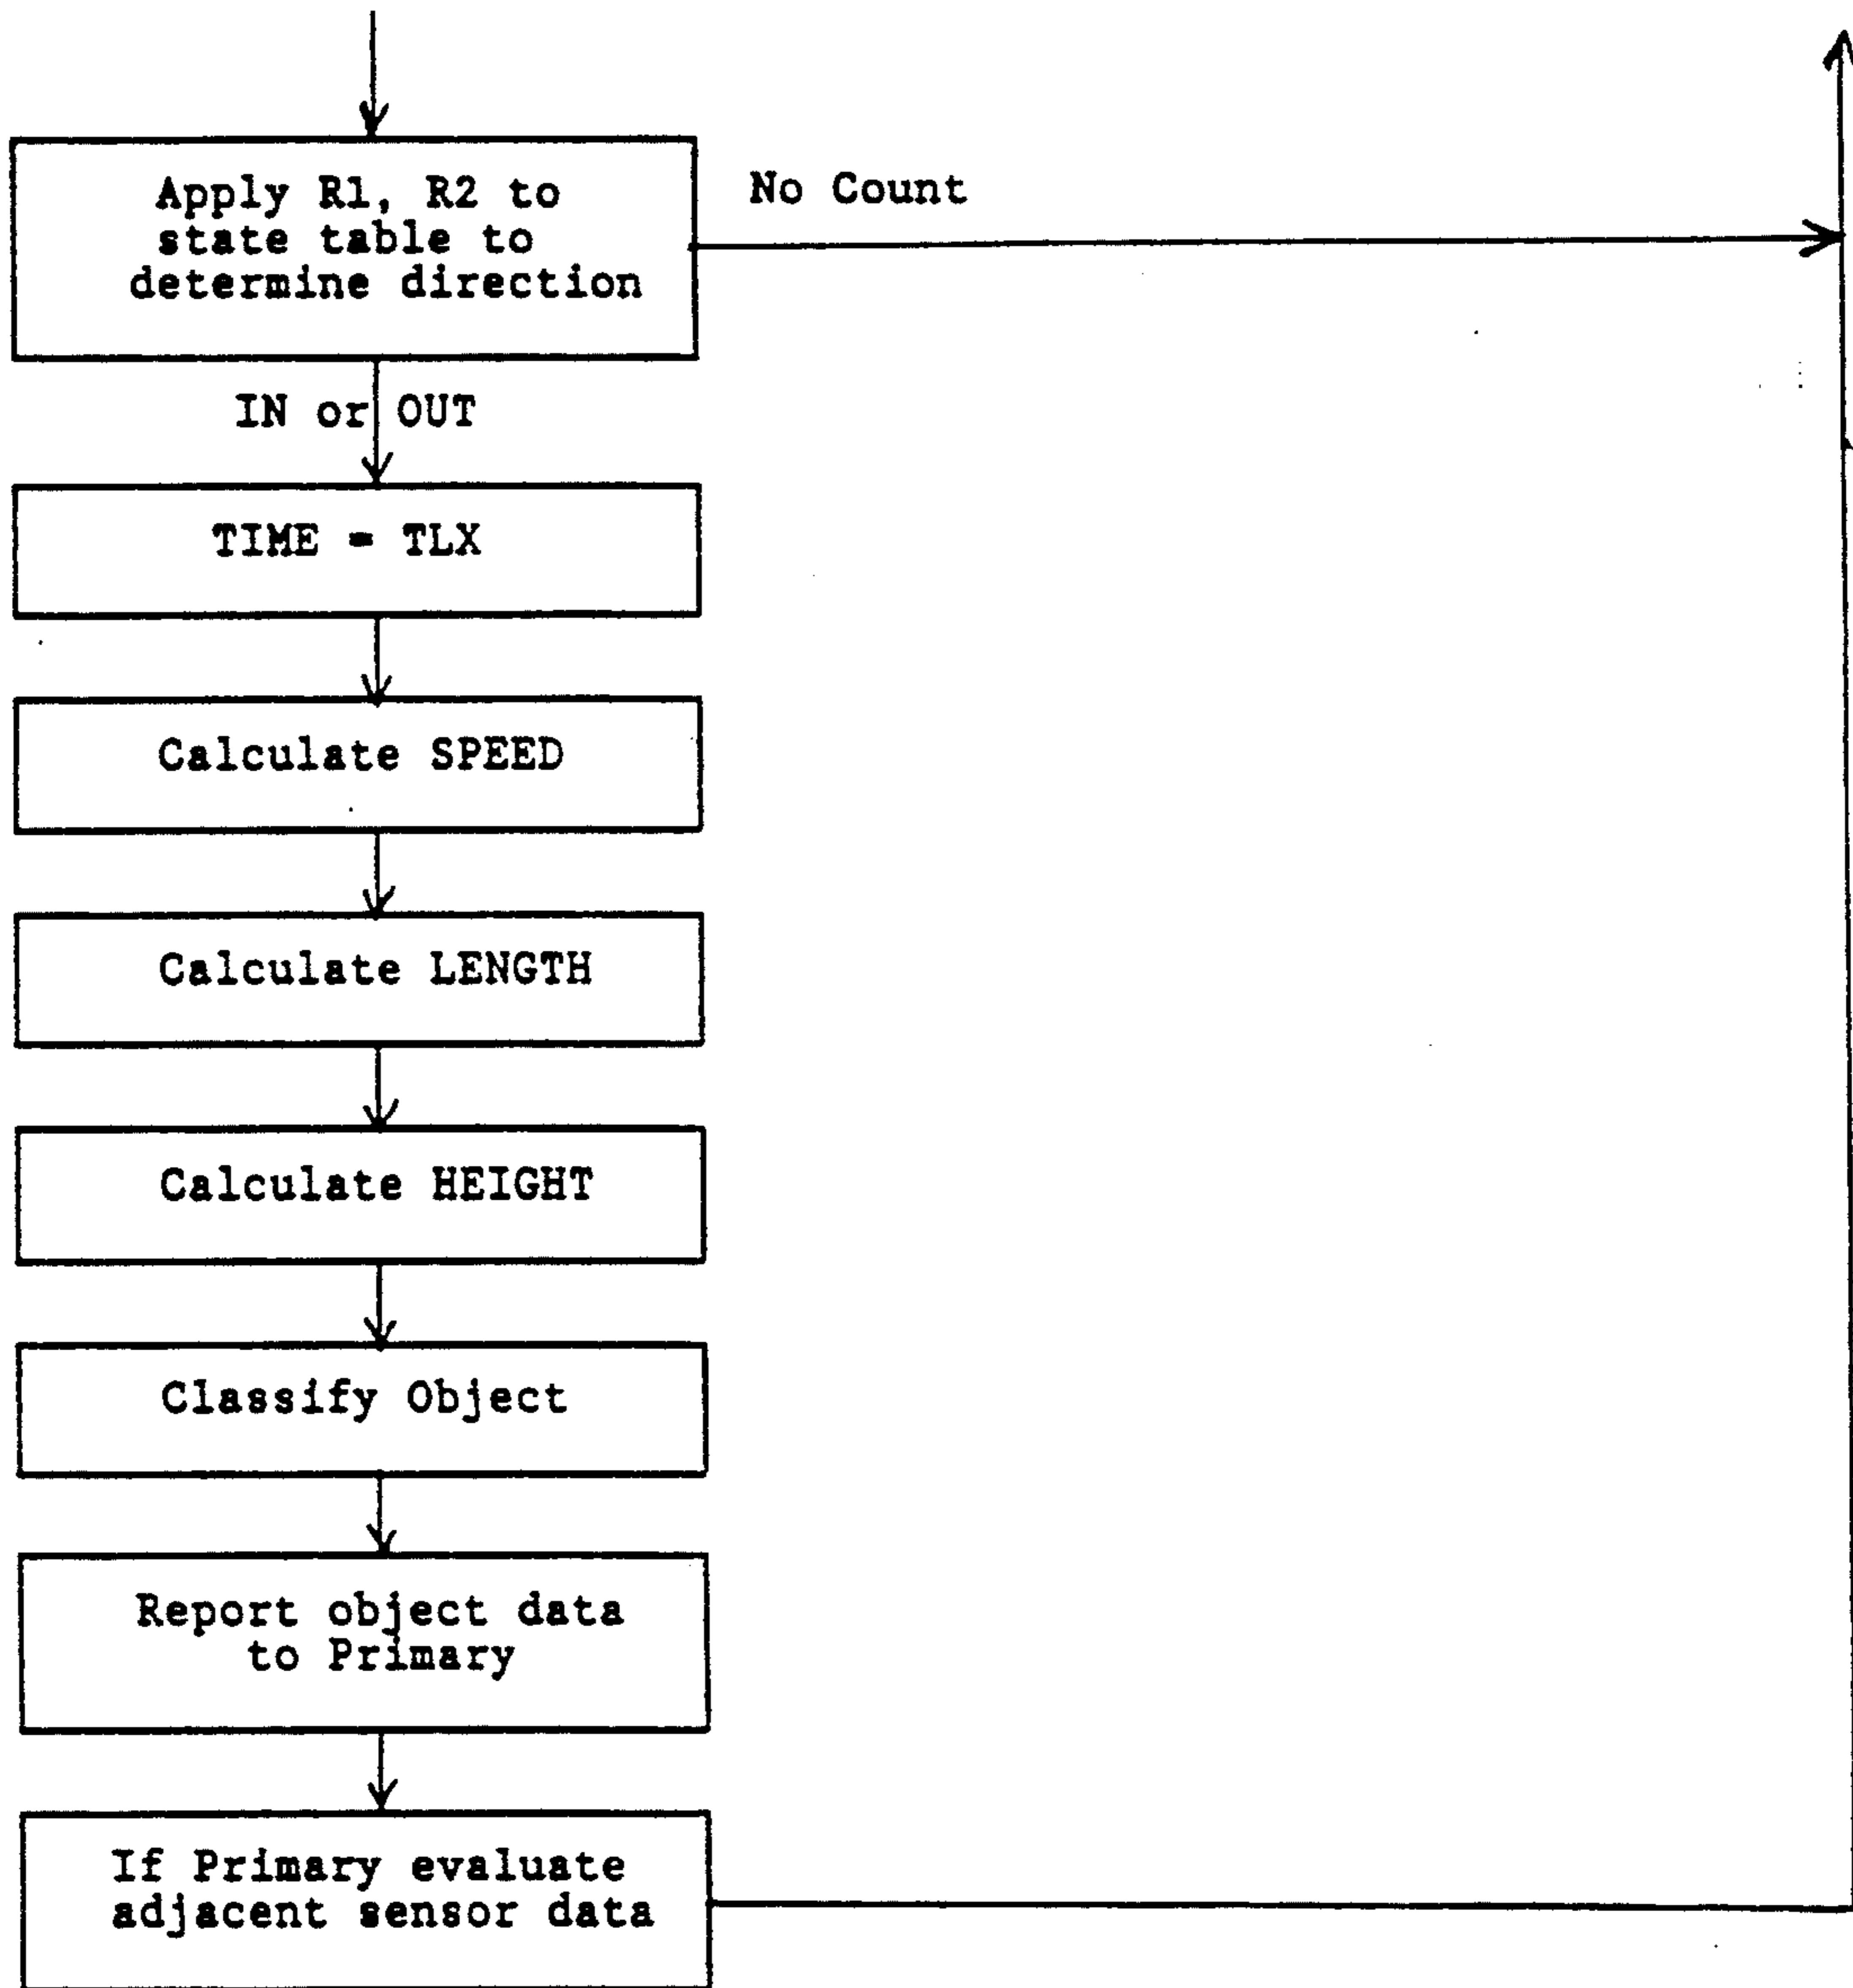 Apply R1, R2 to
state table to
determine direction
No Count
IN or OUT
TIME = TLX
Calculate SPEED
Calculate LENGTH
Calculate HEIGHT
Classify Object
Report object data
to Primary
If Primary evaluate
adjacent sensor data